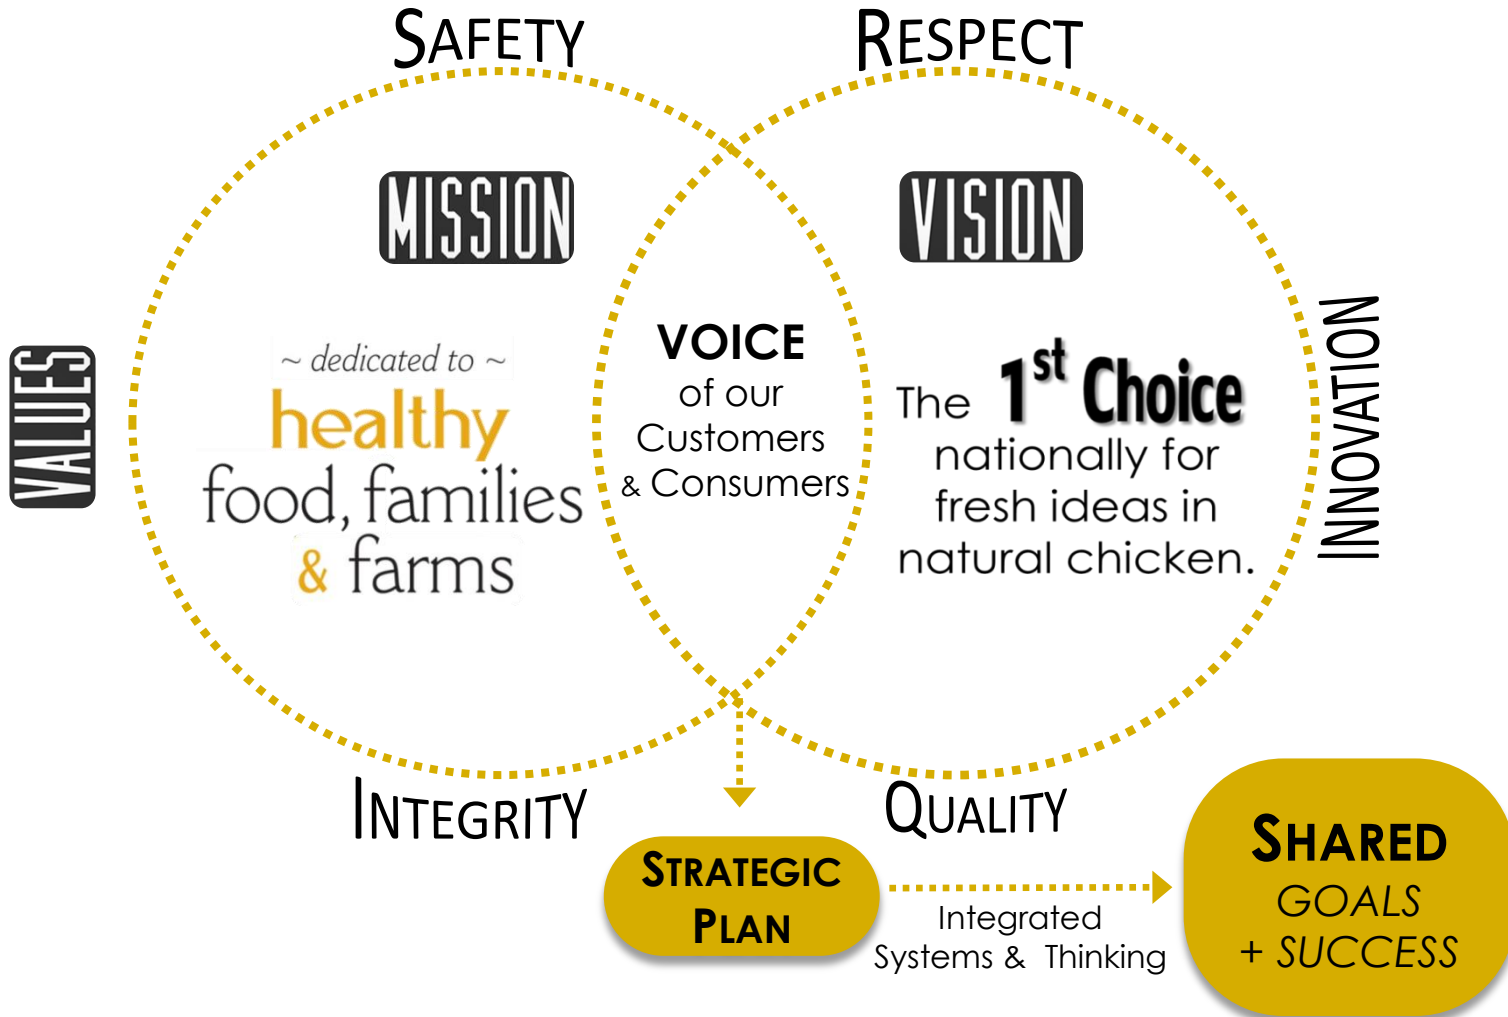 SAFETY
RESPECT
MISSION
VISION
VALUES
~ dedicated to ~
healthy
food, families
& farms
VOICE
of our
Customers
& Consumers
The 1st Choice
nationally for
fresh ideas in
natural chicken.
INNOVATION
INTEGRITY
QUALITY
STRATEGIC
PLAN
Integrated
Systems & Thinking
SHARED
GOALS
+ SUCCESS